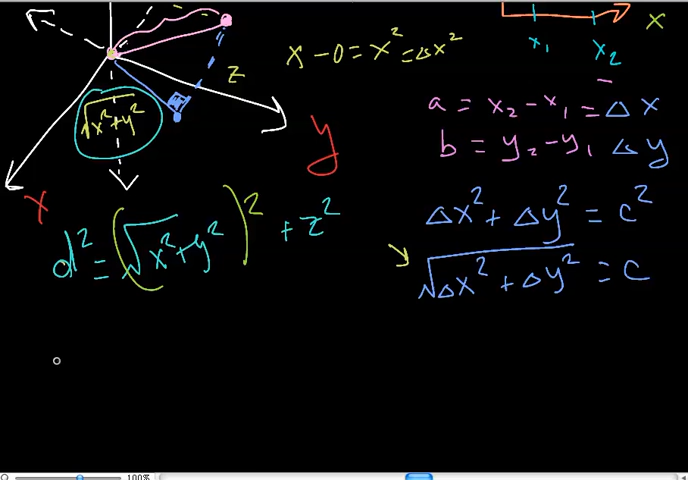 x
x₁ x₂
z
x - 0 = x² = Δx²
√x² + y²
a = x₂ - x₁ = Δx
b = y₂ - y₁ Δy
y
x
Δx² + Δy² = c²
d² = (√x² + y²)² + z²
√Δx² + Δy² = c
100%